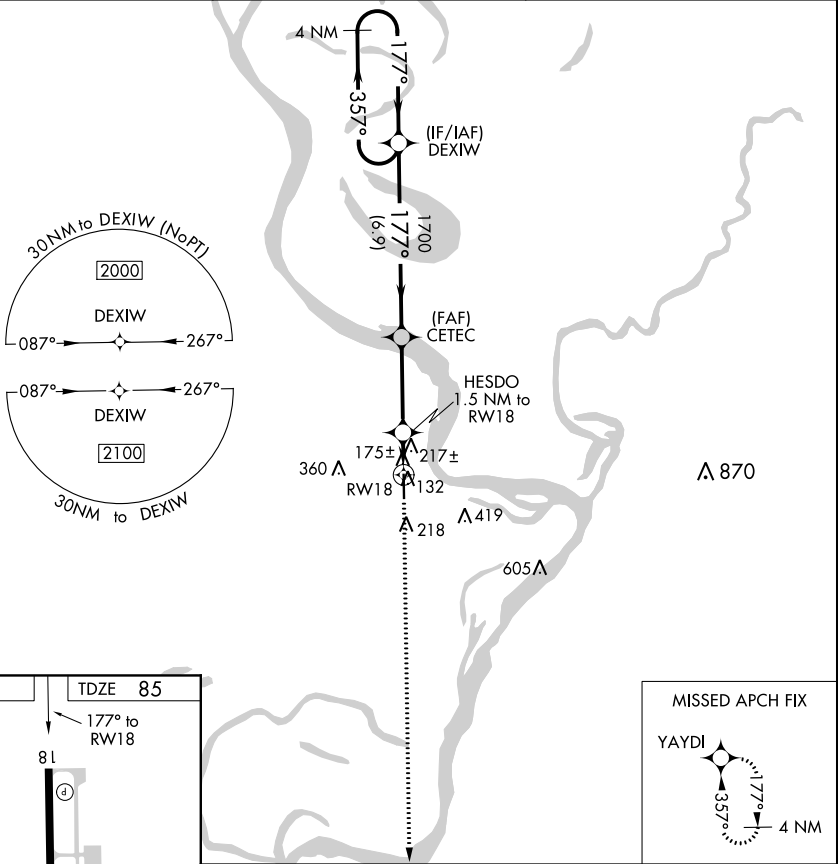 4 NM
177°
357°
(IF/IAF)
DEXIW
1700
177°
(6.9)
30 NM to DEXIW (NoPT)
2000
DEXIW
087°
267°
087°
267°
DEXIW
2100
30NM to DEXIW
(FAF)
CETEC
HESDO
1.5 NM to
RW18
175±
217±
360
RW18
132
218
419
605
870
TDZE 85
177° to
RW18
18
P
MISSED APCH FIX
YAYDI
177°
357°
4 NM